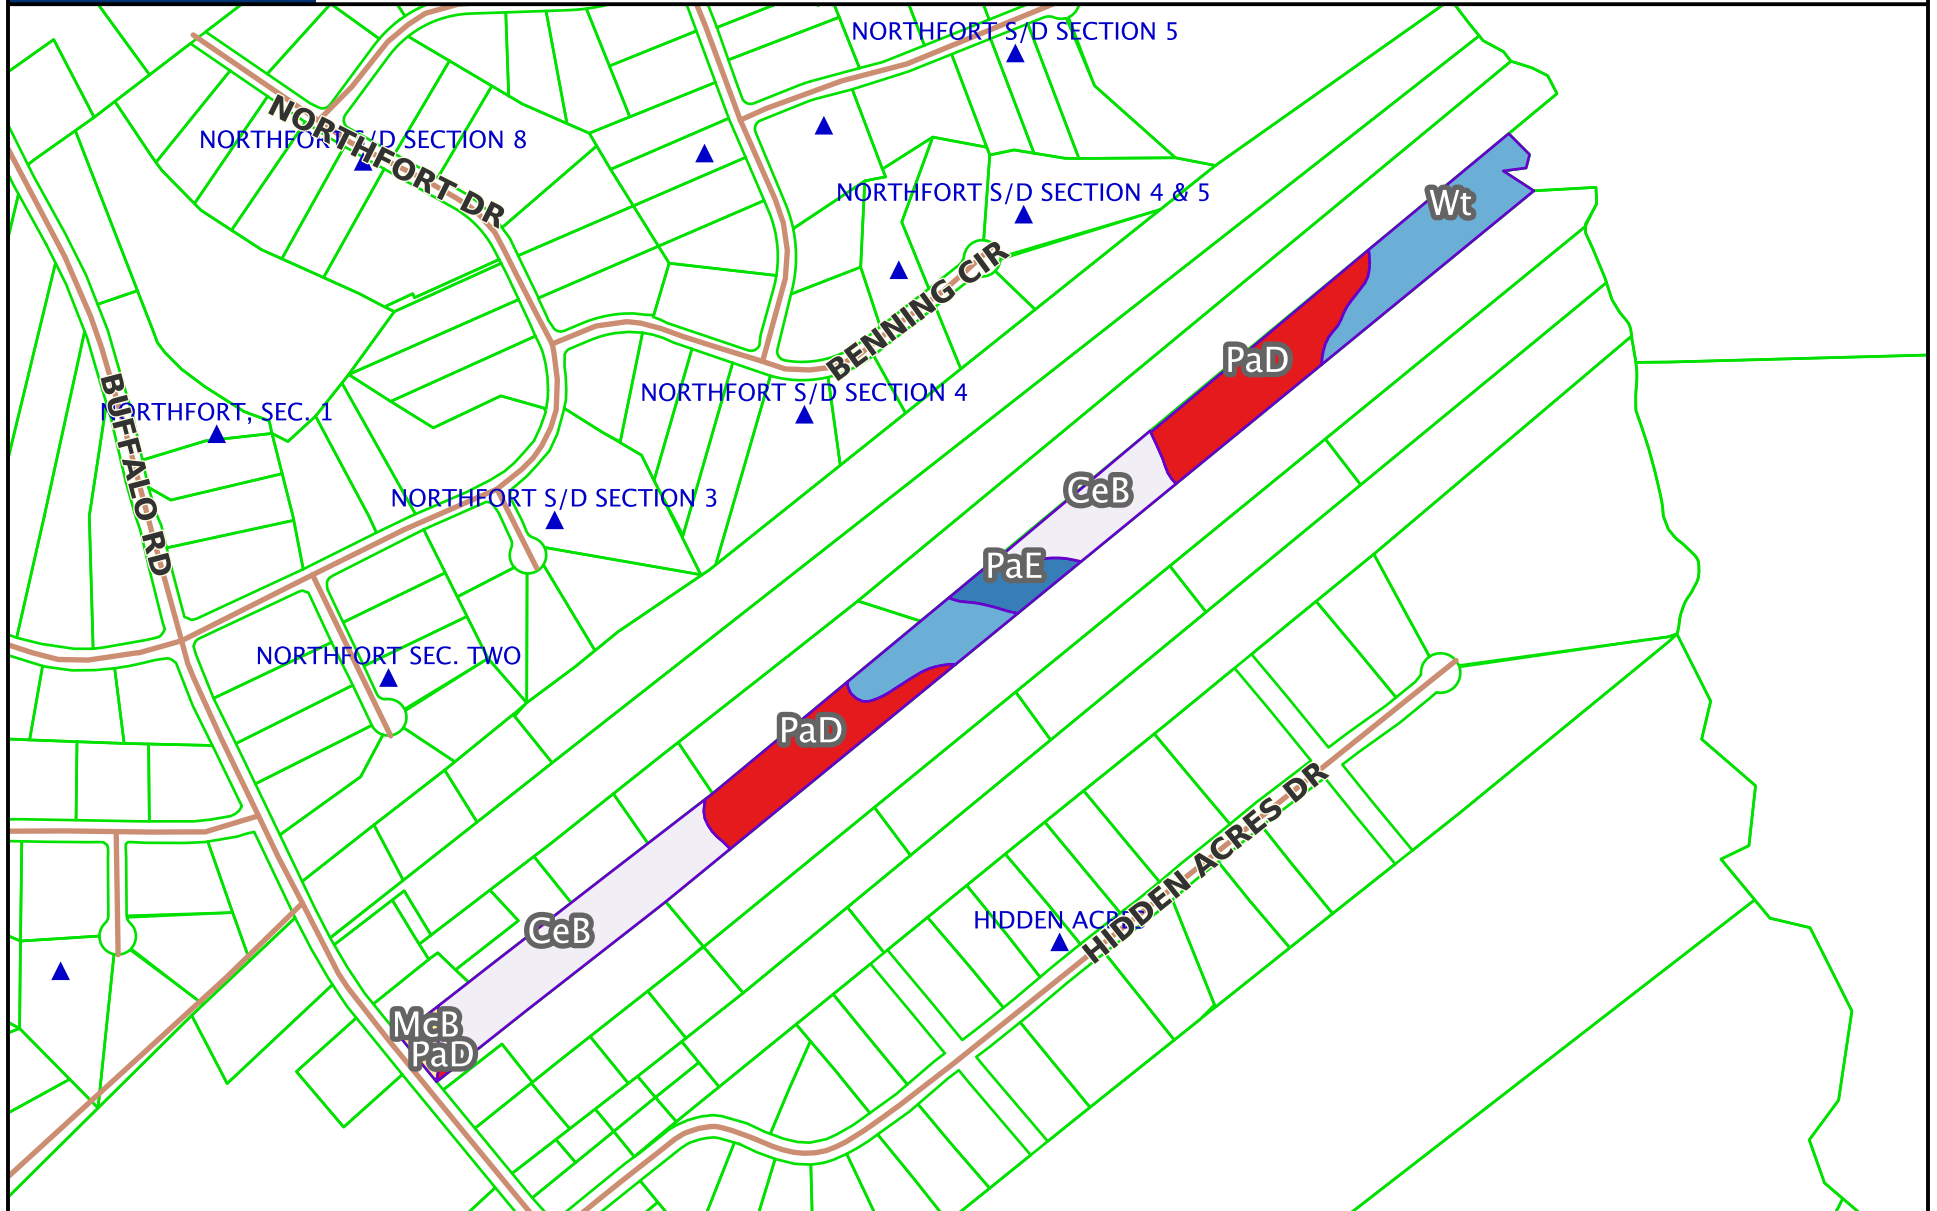 NORTHFORT S/D SECTION 5
NORTHFORT DR
NORTHFORT S/D SECTION 8
NORTHFORT S/D SECTION 4 & 5
Wt
BENNING CIR
PaD
BUFFALO RD
NORTHFORT S/D SECTION 4
NORTHFORT, SEC. 1
CeB
NORTHFORT S/D SECTION 3
PaE
NORTHFORT SEC. TWO
PaD
HIDDEN ACRES DR
HIDDEN ACRES
CeB
McB
PaD